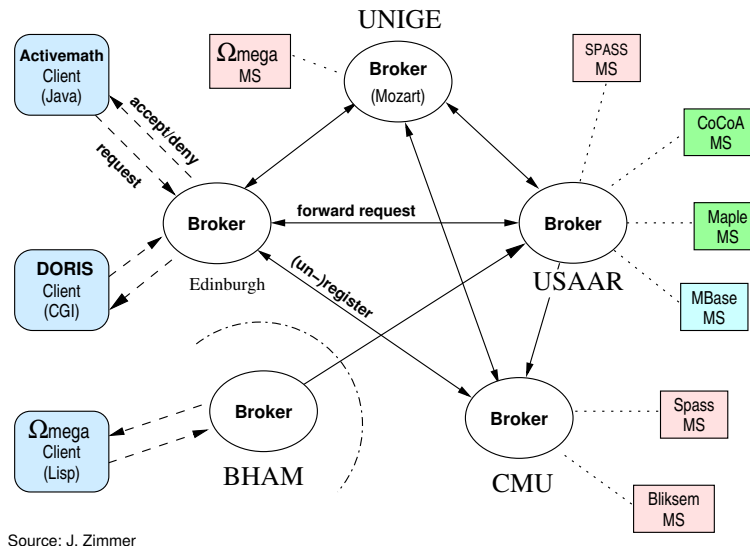 UNIGE
Activemath
Client
(Java)
Ωmega
MS
Broker
(Mozart)
SPASS
MS
CoCoA
MS
accept/deny
request
Broker
Edinburgh
forward request
Broker
USAAR
Maple
MS
DORIS
Client
(CGI)
(un-)register
MBase
MS
Ωmega
Client
(Lisp)
Broker
BHAM
Broker
CMU
Spass
MS
Bliksem
MS
Source: J. Zimmer